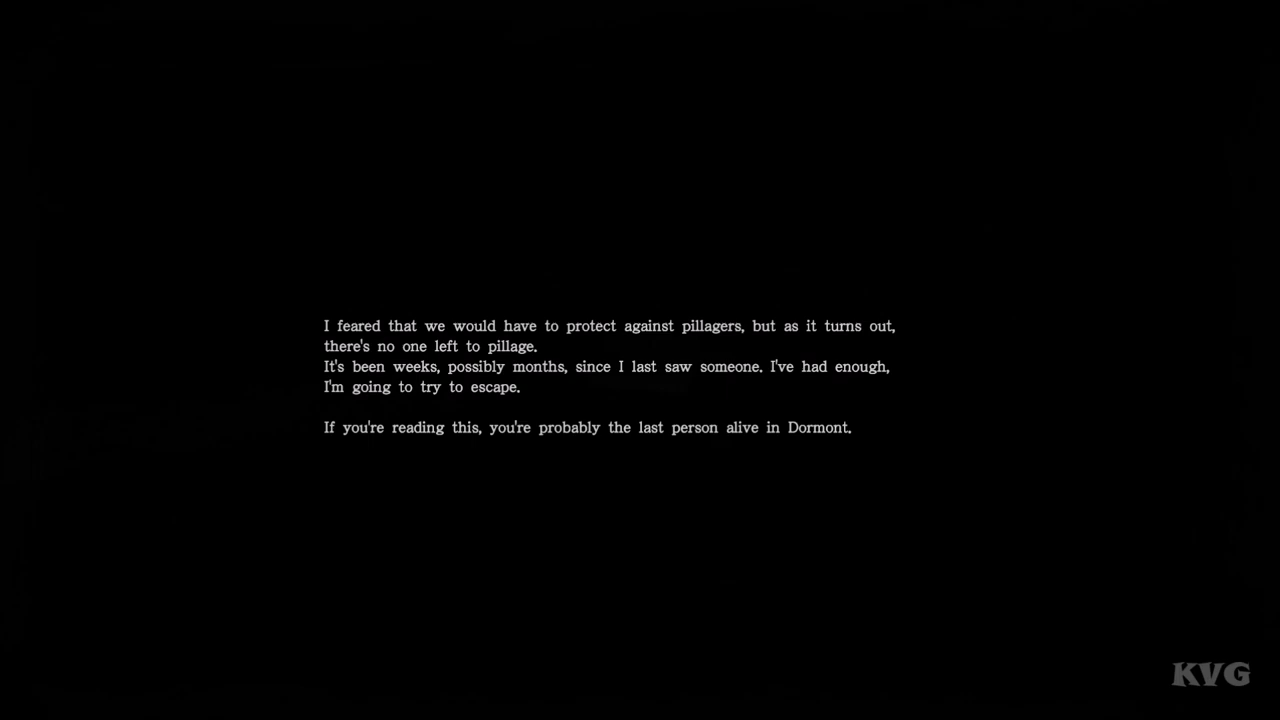 I feared that we would have to protect against pillagers, but as it turns out,
there's no one left to pillage.
It's been weeks, possibly months, since I last saw someone. I've had enough,
I'm going to try to escape.
If you're reading this, you're probably the last person alive in Dormont.
KVG